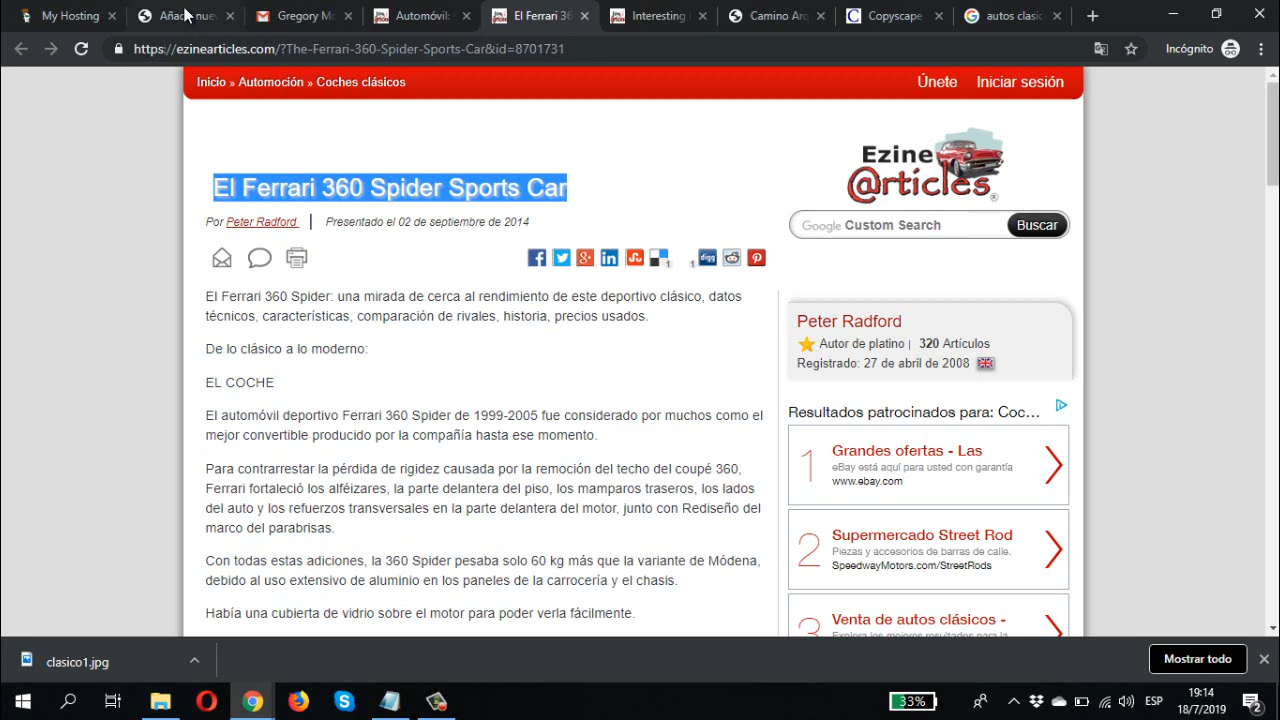 My Hosting
Añadir nue
Gregory Mo
Automóvil
El Ferrari 36
Interesting
Camino Arc
Copyscape
autos clasic
https://ezinearticles.com/?The-Ferrari-360-Spider-Sports-Car&id=8701731
Incógnito
Inicio » Automoción » Coches clásicos
Únete Iniciar sesión
Ezine
@rticles
El Ferrari 360 Spider Sports Car
Por Peter Radford | Presentado el 02 de septiembre de 2014
Google Custom Search Buscar
1 1 digg
El Ferrari 360 Spider: una mirada de cerca al rendimiento de este deportivo clásico, datos
técnicos, características, comparación de rivales, historia, precios usados.
De lo clásico a lo moderno:
EL COCHE
El automóvil deportivo Ferrari 360 Spider de 1999-2005 fue considerado por muchos como el
mejor convertible producido por la compañía hasta ese momento.
Para contrarrestar la pérdida de rigidez causada por la remoción del techo del coupé 360,
Ferrari fortaleció los alféizares, la parte delantera del piso, los mamparos traseros, los lados
del auto y los refuerzos transversales en la parte delantera del motor, junto con Rediseño del
marco del parabrisas.
Con todas estas adiciones, la 360 Spider pesaba solo 60 kg más que la variante de Módena,
debido al uso extensivo de aluminio en los paneles de la carrocería y el chasis.
Había una cubierta de vidrio sobre el motor para poder verla fácilmente.
Peter Radford
Autor de platino | 320 Artículos
Registrado: 27 de abril de 2008
Resultados patrocinados para: Coc...
1 Grandes ofertas - Las
eBay está aquí para usted con garantía
www.ebay.com
2 Supermercado Street Rod
Piezas y accesorios de barras de calle.
SpeedwayMotors.com/StreetRods
3 Venta de autos clásicos -
clasico1.jpg
Mostrar todo
33%
ESP
19:14
18/7/2019
2